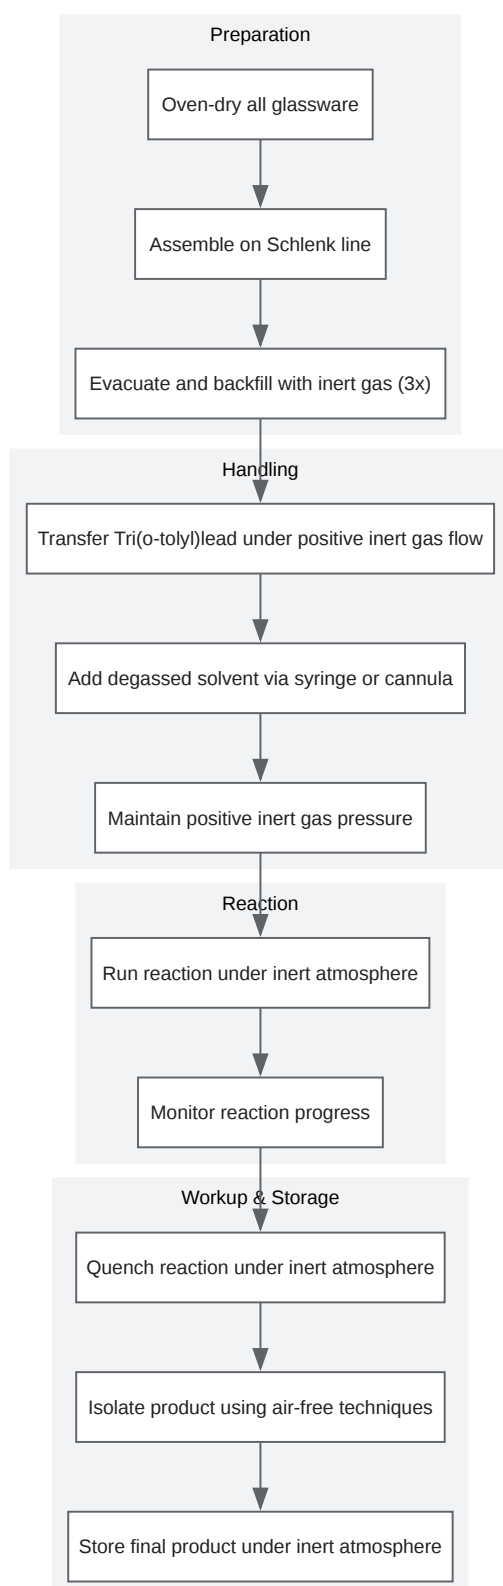 Preparation
Oven-dry all glassware
Assemble on Schlenk line
Evacuate and backfill with inert gas (3x)
Handling
Transfer Tri(o-tolyl)lead under positive inert gas flow
Add degassed solvent via syringe or cannula
Maintain positive inert gas pressure
Reaction
Run reaction under inert atmosphere
Monitor reaction progress
Workup & Storage
Quench reaction under inert atmosphere
Isolate product using air-free techniques
Store final product under inert atmosphere